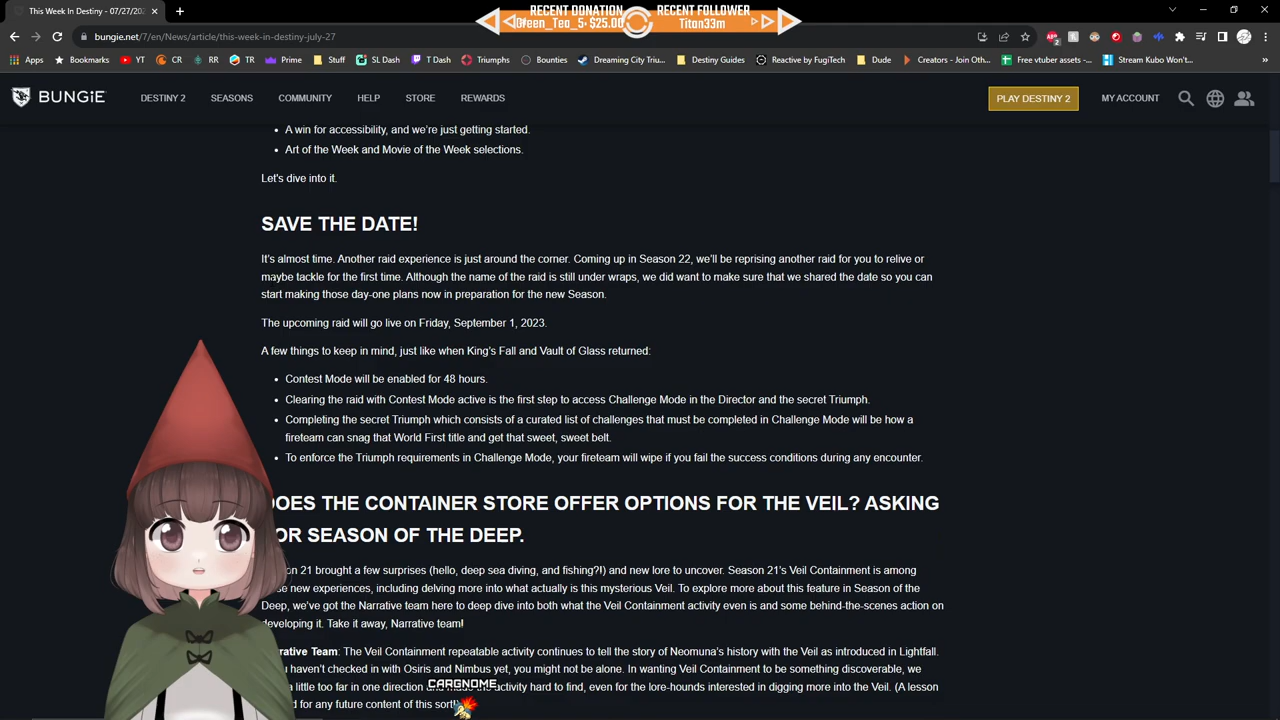 This Week In Destiny - 07/27/202
RECENT DONATION
Green_Tea_5: $25.00
RECENT FOLLOWER
Titan33m
bungie.net/7/en/News/article/this-week-in-destiny-july-27
2
Apps Bookmarks YT CR RR TR Prime Stuff SL Dash T Dash Triumphs Bounties Dreaming City Triu... Destiny Guides Reactive by FugiTech Dude Creators - Join Oth... Free vtuber assets -... Stream Kubo Won't... »
BUNGiE DESTINY 2 SEASONS COMMUNITY HELP STORE REWARDS PLAY DESTINY 2 MY ACCOUNT
• A win for accessibility, and we're just getting started.
• Art of the Week and Movie of the Week selections.
Let's dive into it.
SAVE THE DATE!
It's almost time. Another raid experience is just around the corner. Coming up in Season 22, we'll be reprising another raid for you to relive or
maybe tackle for the first time. Although the name of the raid is still under wraps, we did want to make sure that we shared the date so you can
start making those day-one plans now in preparation for the new Season.
The upcoming raid will go live on Friday, September 1, 2023.
A few things to keep in mind, just like when King's Fall and Vault of Glass returned:
• Contest Mode will be enabled for 48 hours.
• Clearing the raid with Contest Mode active is the first step to access Challenge Mode in the Director and the secret Triumph.
• Completing the secret Triumph which consists of a curated list of challenges that must be completed in Challenge Mode will be how a
fireteam can snag that World First title and get that sweet, sweet belt.
• To enforce the Triumph requirements in Challenge Mode, your fireteam will wipe if you fail the success conditions during any encounter.
DOES THE CONTAINER STORE OFFER OPTIONS FOR THE VEIL? ASKING
OR SEASON OF THE DEEP.
on 21 brought a few surprises (hello, deep sea diving, and fishing?!) and new lore to uncover. Season 21's Veil Containment is among
se new experiences, including delving more into what actually is this mysterious Veil. To explore more about this feature in Season of the
Deep, we've got the Narrative team here to deep dive into both what the Veil Containment activity even is and some behind-the-scenes action on
developing it. Take it away, Narrative team!
rative Team: The Veil Containment repeatable activity continues to tell the story of Neomuna's history with the Veil as introduced in Lightfall.
u haven't checked in with Osiris and Nimbus yet, you might not be alone. In wanting Veil Containment to be something discoverable, we
a little too far in one direction and made the activity hard to find, even for the lore-hounds interested in digging more into the Veil. (A lesson
d for any future content of this sort!)
CARGNOME